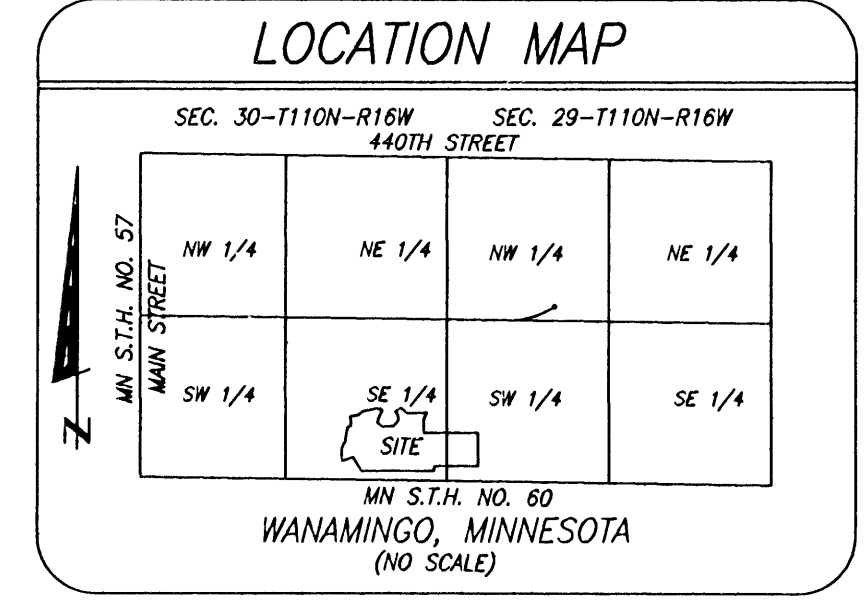 LOCATION MAP
SEC. 30-T110N-R16W SEC. 29-T110N-R16W
440TH STREET
MN S.T.H. NO. 57
MAIN STREET
NW 1/4 NE 1/4 NW 1/4 NE 1/4
SW 1/4 SE 1/4 SW 1/4 SE 1/4
SITE
N
MN S.T.H. NO. 60
WANAMINGO, MINNESOTA
(NO SCALE)